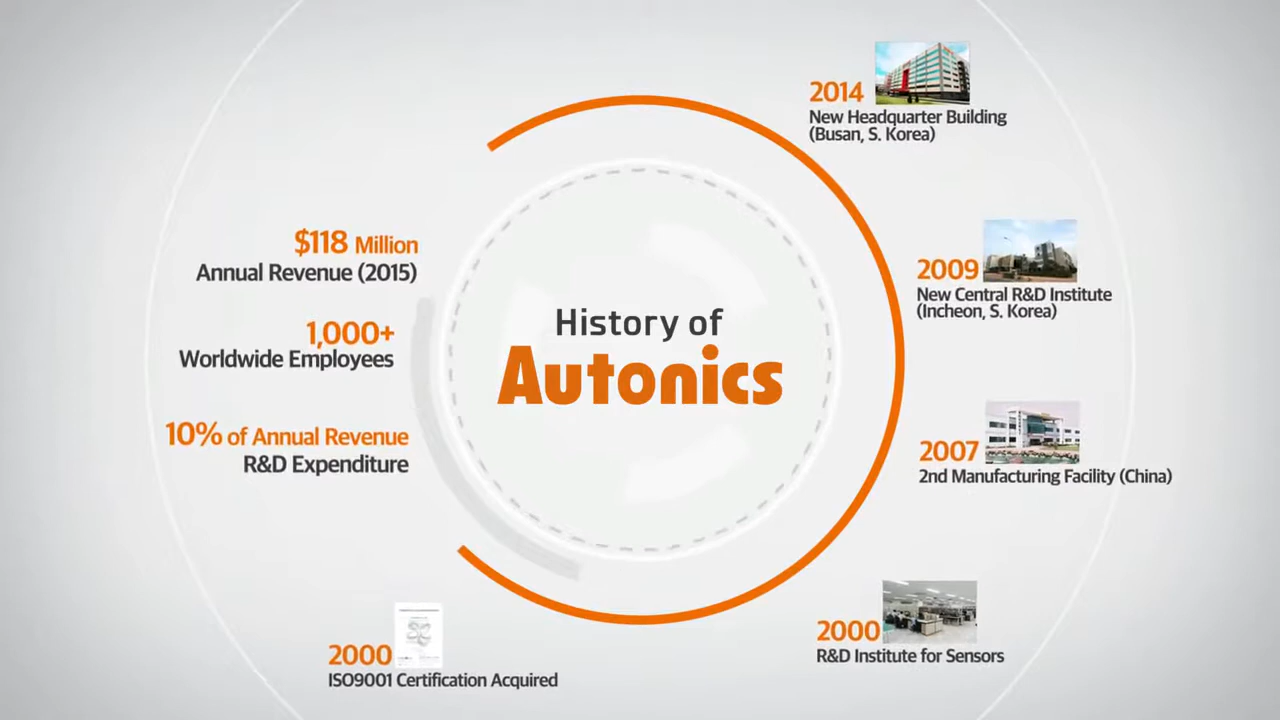 History of
Autonics
$118 Million
Annual Revenue (2015)
1,000+
Worldwide Employees
10% of Annual Revenue
R&D Expenditure
2000
ISO9001 Certification Acquired
2000
R&D Institute for Sensors
2007
2nd Manufacturing Facility (China)
2009
New Central R&D Institute
(Incheon, S. Korea)
2014
New Headquarter Building
(Busan, S. Korea)